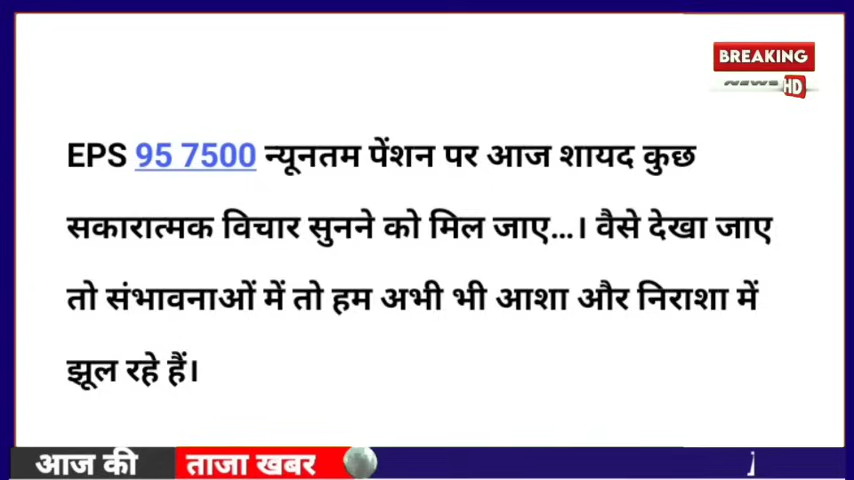 BREAKING
NEWS HD
EPS 95 7500 न्यूनतम पेंशन पर आज शायद कुछ
सकारात्मक विचार सुनने को मिल जाए...। वैसे देखा जाए
तो संभावनाओं में तो हम अभी भी आशा और निराशा में
झूल रहे हैं।
आज की ताजा खबर